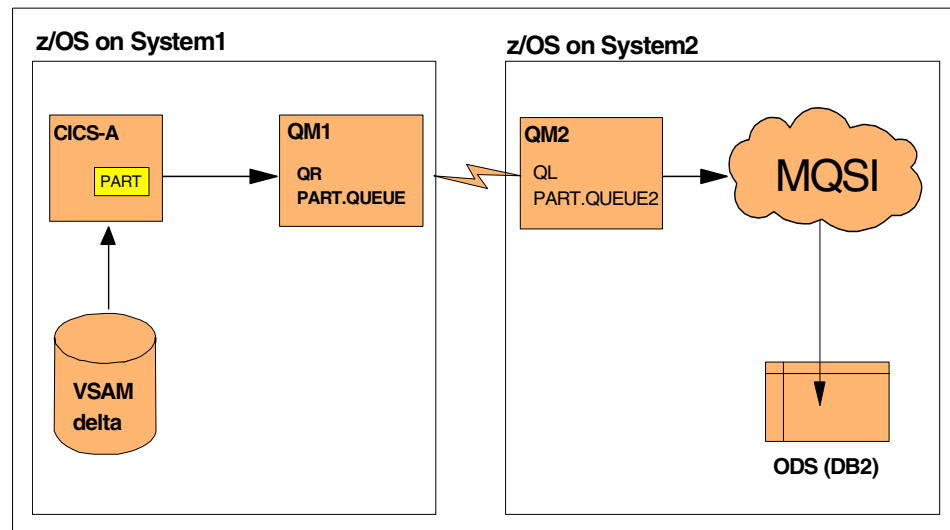 z/OS on System1
z/OS on System2
CICS-A
PART
QM1
QR
PART.QUEUE
QM2
QL
PART.QUEUE2
MQSI
VSAM
delta
ODS (DB2)